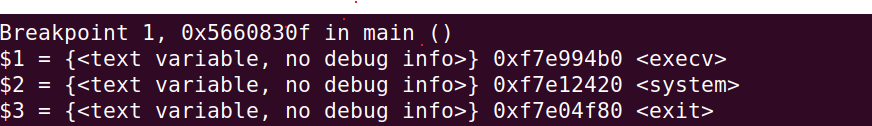 Breakpoint 1, 0x5660830f in main ()
$1 = {<text variable, no debug info>} 0xf7e994b0 <execv>
$2 = {<text variable, no debug info>} 0xf7e12420 <system>
$3 = {<text variable, no debug info>} 0xf7e04f80 <exit>